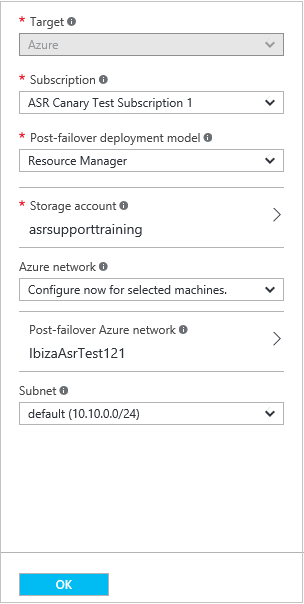 * Target
Azure
* Subscription
ASR Canary Test Subscription 1
* Post-failover deployment model
Resource Manager
* Storage account
asrsupporttraining
Azure network
Configure now for selected machines.
Post-failover Azure network
IbizaAsrTest121
Subnet
default (10.10.0.0/24)
OK